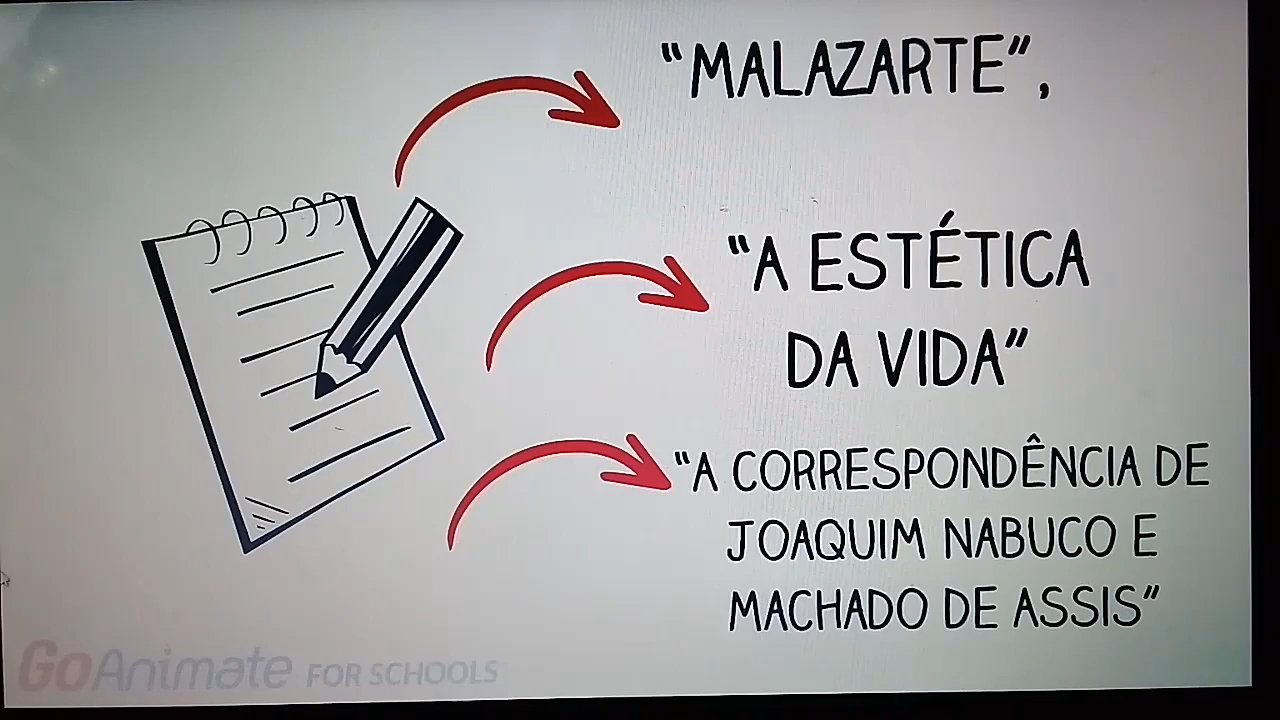 “MALAZARTE”,
“A ESTÉTICA
DA VIDA”
“A CORRESPONDÊNCIA DE
JOAQUIM NABUCO E
MACHADO DE ASSIS”
GoAnimate FOR SCHOOLS